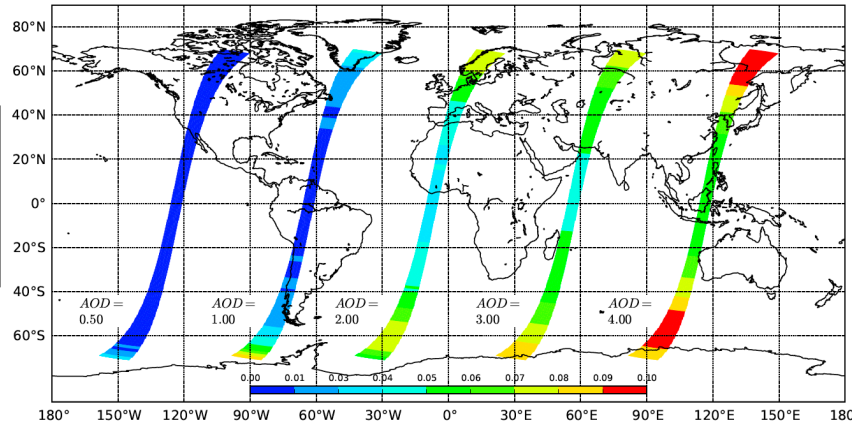 80°N
60°N
40°N
20°N
0°
20°S
40°S
60°S
AOD = 0.50
AOD = 1.00
AOD = 2.00
AOD = 3.00
AOD = 4.00
0.00 0.01 0.03 0.04 0.05 0.06 0.07 0.08 0.09 0.10
180° 150°W 120°W 90°W 60°W 30°W 0° 30°E 60°E 90°E 120°E 150°E 180